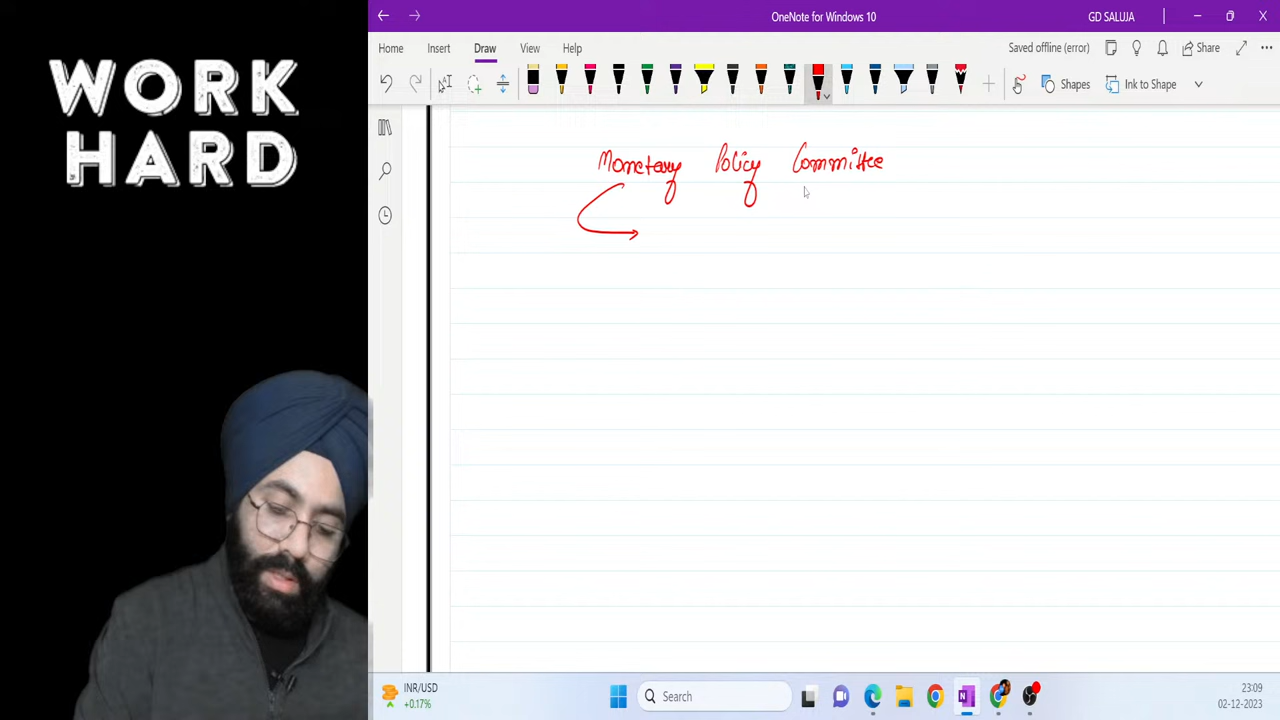 WORK
HARD
OneNote for Windows 10
GD SALUJA
Home Insert Draw View Help
Saved offline (error)
Share
Shapes
Ink to Shape
Monetary Policy Committee
INR/USD
+0.17%
Search
23:09
02-12-2023